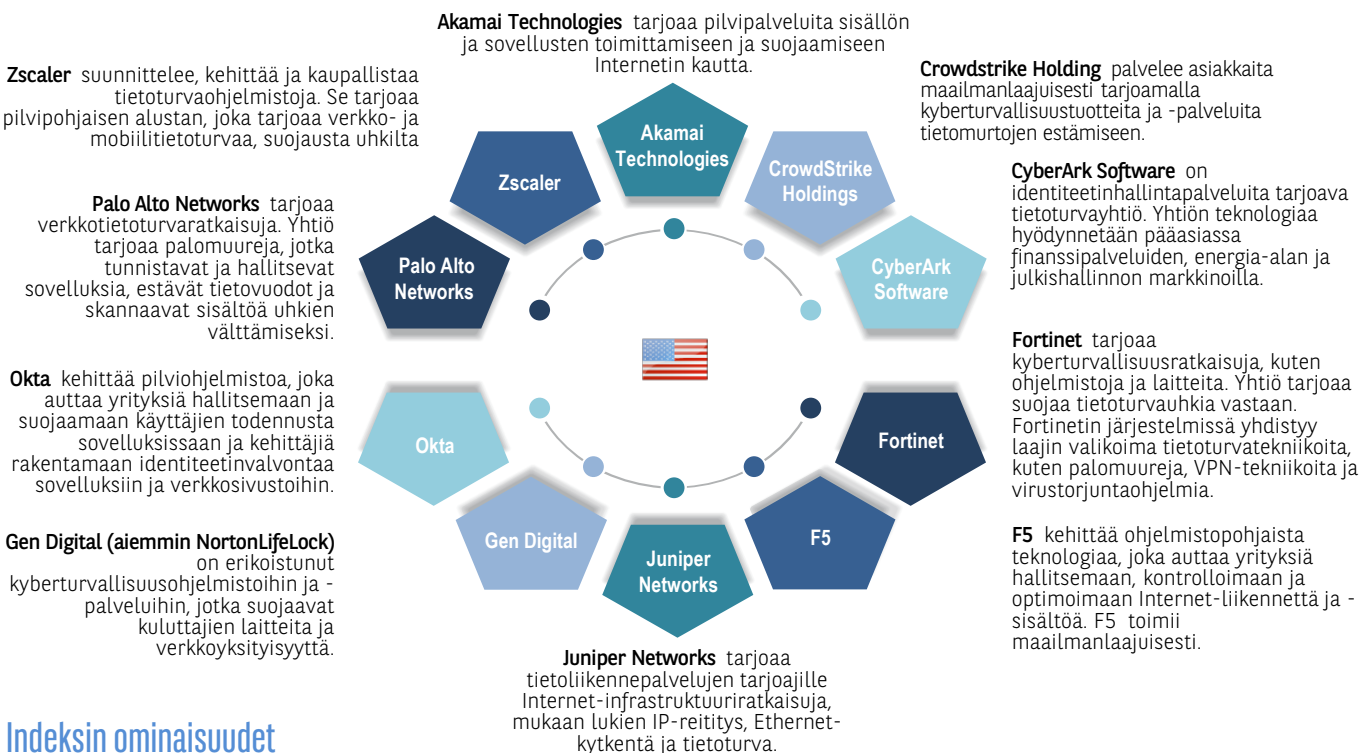 Akamai Technologies tarjoaa pilvipalveluita sisällön
ja sovellusten toimittamiseen ja suojaamiseen
Internetin kautta.
Zscaler suunnittelee, kehittää ja kaupallistaa
tietoturvaohjelmistoja. Se tarjoaa
pilvipohjaisen alustan, joka tarjoaa verkko- ja
mobiilitietoturvaa, suojausta uhkilta
Crowdstrike Holding palvelee asiakkaita
maailmanlaajuisesti tarjoamalla
kyberturvallisuustuotteita ja -palveluita
tietomurtojen estämiseen.
Akamai
Technologies
Zscaler
CrowdStrike
Holdings
Palo Alto Networks tarjoaa
verkkotietoturvaratkaisuja. Yhtiö
tarjoaa palomuureja, jotka
tunnistavat ja hallitsevat
sovelluksia, estävät tietovuodot ja
skannaavat sisältöä uhkien
välttämiseksi.
CyberArk Software on
identiteetinhallintapalveluita tarjoava
tietoturvayhtiö. Yhtiön teknologiaa
hyödynnetään pääasiassa
finanssipalveluiden, energia-alan ja
julkishallinnon markkinoilla.
Palo Alto
Networks
CyberArk
Software
Okta kehittää pilviohjelmistoa, joka
auttaa yrityksiä hallitsemaan ja
suojaamaan käyttäjien todennusta
sovelluksissaan ja kehittäjiä
rakentamaan identiteetinvalvontaa
sovelluksiin ja verkkosivustoihin.
Fortinet tarjoaa
kyberturvallisuusratkaisuja, kuten
ohjelmistoja ja laitteita. Yhtiö tarjoaa
suojaa tietoturvauhkia vastaan.
Fortinetin järjestelmissä yhdistyy
laajin valikoima tietoturvatekniikoita,
kuten palomuureja, VPN-tekniikoita ja
virustorjuntaohjelmia.
Okta
Fortinet
Gen Digital (aiemmin NortonLifeLock)
on erikoistunut
kyberturvallisuusohjelmistoihin ja -
palveluihin, jotka suojaavat
kuluttajien laitteita ja
verkkoyksityisyyttä.
Gen Digital
Juniper
Networks
F5
F5 kehittää ohjelmistopohjaista
teknologiaa, joka auttaa yrityksiä
hallitsemaan, kontrolloimaan ja
optimoimaan Internet-liikennettä ja -
sisältöä. F5 toimii
maailmanlaajuisesti.
Juniper Networks tarjoaa
tietoliikennepalvelujen tarjoajille
Internet-infrastruktuuriratkaisuja,
mukaan lukien IP-reititys, Ethernet-
kytkentä ja tietoturva.
Indeksin ominaisuudet